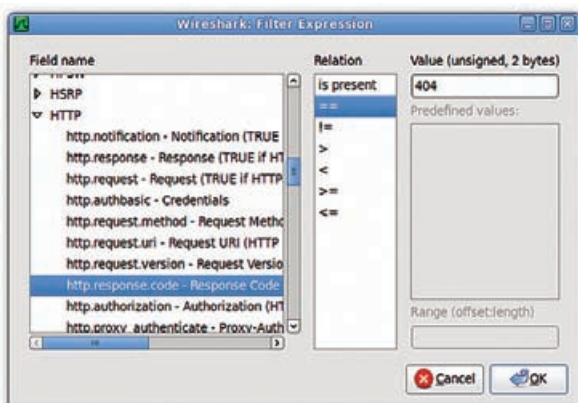 Wireshark: Filter Expression
Field name
HSRP
HTTP
http.notification - Notification (TRUE
http.response - Response (TRUE if HT
http.request - Request (TRUE if HTTP
http.authbasic - Credentials
http.request.method - Request Metho
http.request.uri - Request URI (HTTP
http.request.version - Request Versio
http.response.code - Response Code
http.authorization - Authorization (HT
http.proxy_authenticate - Proxy-Auth
Relation
is present
==
!=
>
<
>=
<=
Value (unsigned, 2 bytes)
404
Predefined values:
Range (offset:length)
Cancel
OK